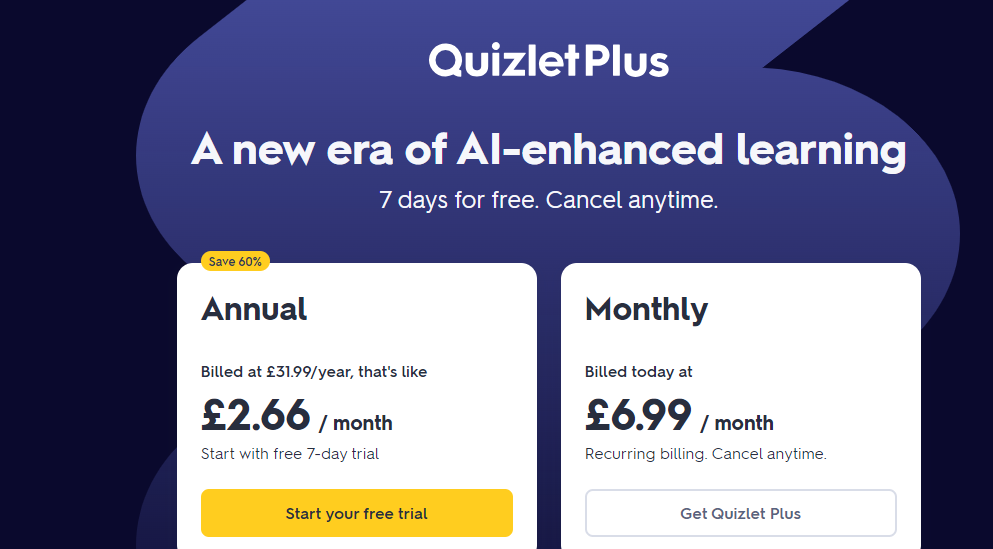 Quizlet Plus
A new era of AI-enhanced learning
7 days for free. Cancel anytime.
Save 60%
Annual
Billed at £31.99/year, that's like
£2.66 / month
Start with free 7-day trial
Start your free trial
Monthly
Billed today at
£6.99 / month
Recurring billing. Cancel anytime.
Get Quizlet Plus